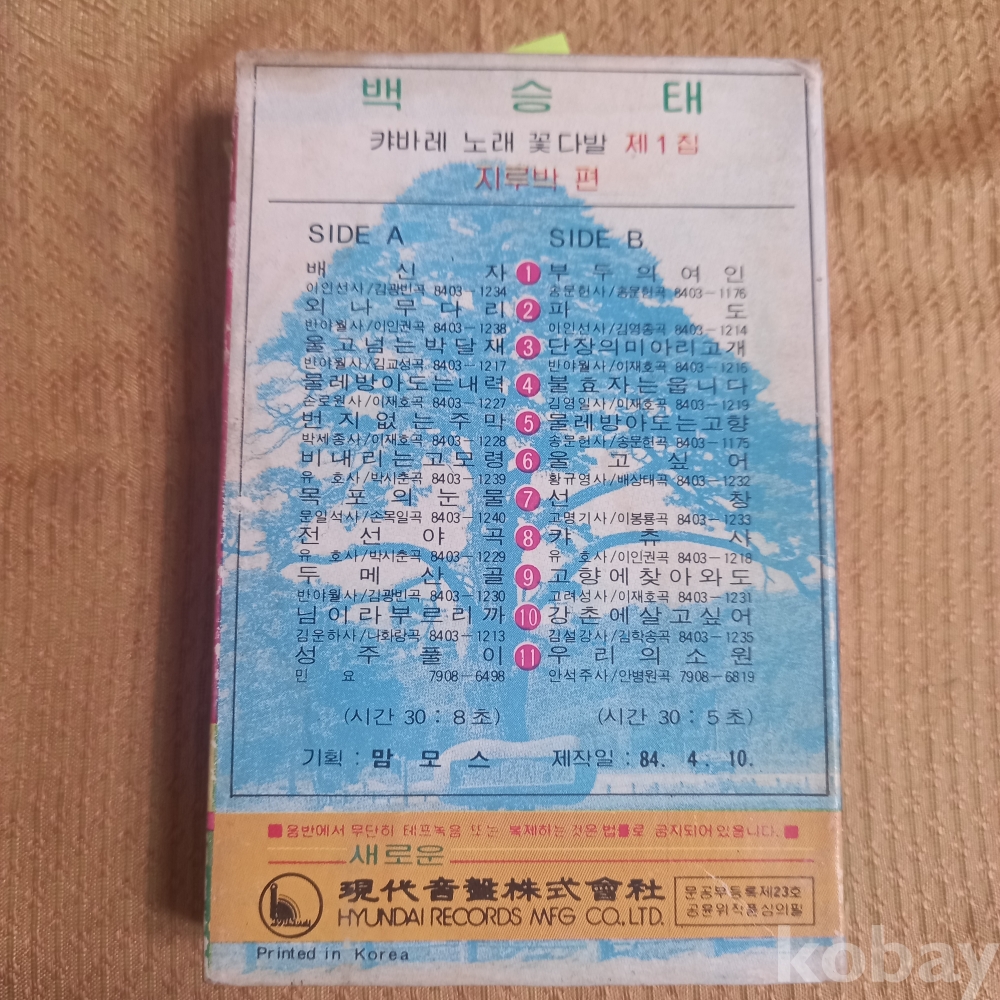 백 승 태
캬바레 노래 꽃다발 제1집
지루박 편
SIDE A
SIDE B
배 신 자 1 부 두 의 여 인
이인선사/김광빈곡 8403-1234 송문헌사/송문헌곡 8403-1176
외 나 무 다 리 2 파 도
반야월사/이인권곡 8403-1238 이인선사/김영종곡 8403-1214
울고넘는박달재 3 단장의미아리고개
반야월사/김교성곡 8403-1217 반야월사/이재호곡 8403-1216
물레방아도는내력 4 불효자는웁니다
손로원사/이재호곡 8403-1227 김영일사/이재호곡 8403-1219
번 지 없 는 주 막 5 물레방아도는고향
박세종사/이재호곡 8403-1228 송문헌사/송문헌곡 8403-1175
비내리는고모령 6 울 고 싶 어
유 호사/박시춘곡 8403-1239 황규영사/배상태곡 8403-1232
목 포 의 눈 물 7 선 창
문일석사/손목일곡 8403-1240 고명기사/이봉룡곡 8403-1233
전 선 야 곡 8 캬 츄 사
유 호사/박시춘곡 8403-1229 유 호사/이인권곡 8403-1218
두 메 산 골 9 고향에찾아와도
반야월사/김광빈곡 8403-1230 고려성사/이재호곡 8403-1231
님이라부르리까 10 강촌에살고싶어
김운하사/나화랑곡 8403-1213 김설강사/김학송곡 8403-1235
성 주 풀 이 11 우 리 의 소 원
민 요 7908-6498 안석주사/안병원곡 7908-6819
(시간 30 : 8초) (시간 30 : 5초)
기획 : 맘 모 스 제작일 : 84. 4. 10.
■ 음반에서 무단히 테프녹음 또는 복제하는것은법률로 금지되어있읍니다. ■
새로운
現代音盤株式會社
HYUNDAI RECORDS MFG CO., LTD.
문공부등록제23호
공윤위작품심의필
Printed in Korea
kobay